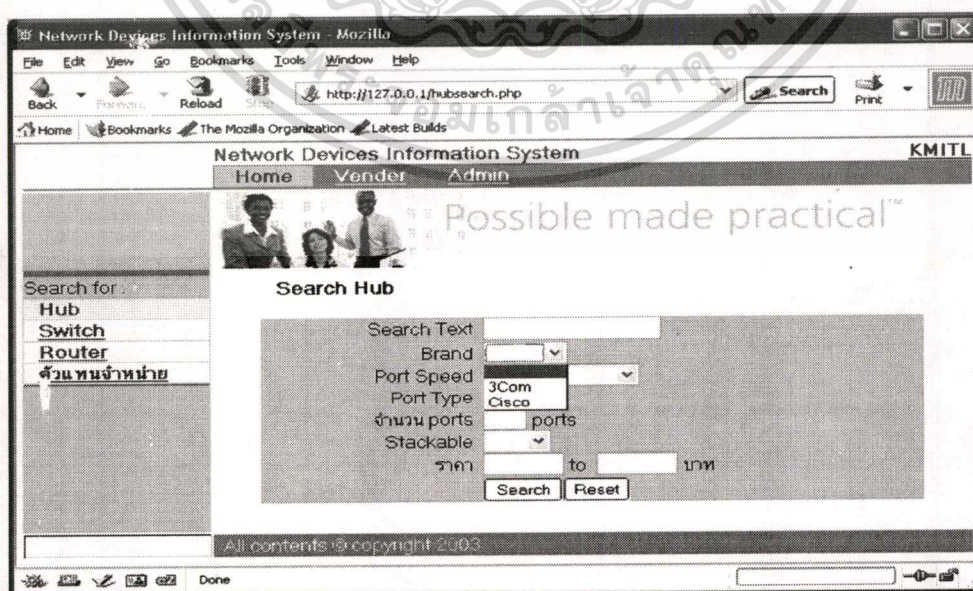 Network Devices Information System - Mozilla
File Edit View Go Bookmarks Tools Window Help
Back Forward Reload Stop http://127.0.0.1/hubsearch.php Search Print
Home Bookmarks The Mozilla Organization Latest Builds
Network Devices Information System KMITL
Home Vender Admin
Possible made practical™
Search for :
Hub
Switch
Router
ตัวแทนจำหน่าย
Search Hub
Search Text
Brand
Port Speed
3Com
Port Type
Cisco
จำนวน ports ports
Stackable
ราคา to บาท
Search Reset
All contents © copyright 2003
Done